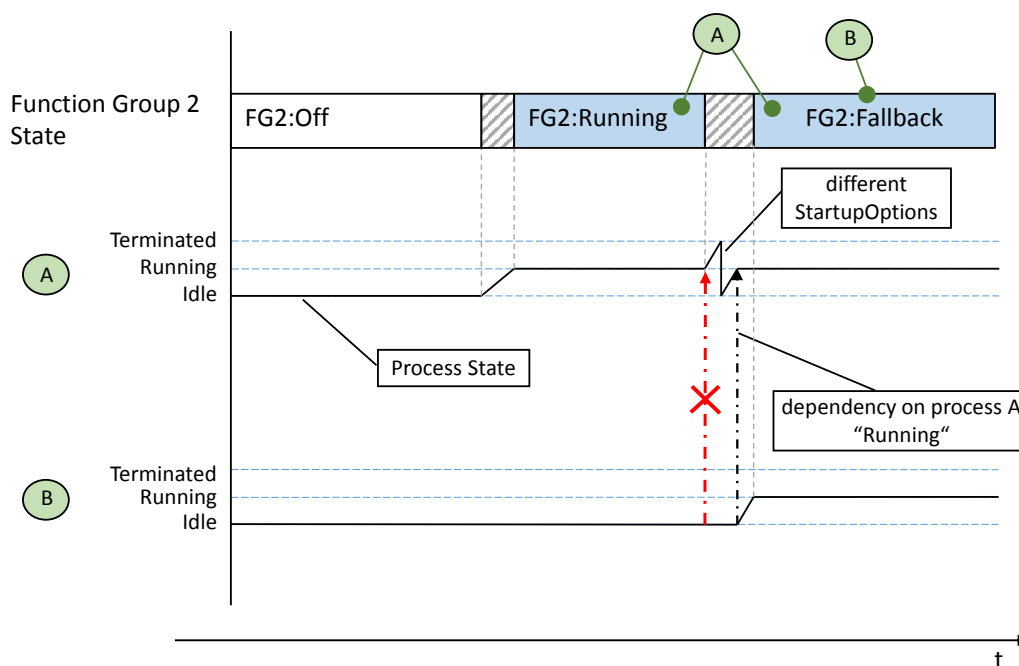 A
B
Function Group 2
State
FG2:Off
FG2:Running
FG2:Fallback
different
StartupOptions
Terminated
Running
Idle
A
Process State
dependency on process A
“Running“
Terminated
Running
Idle
B
t